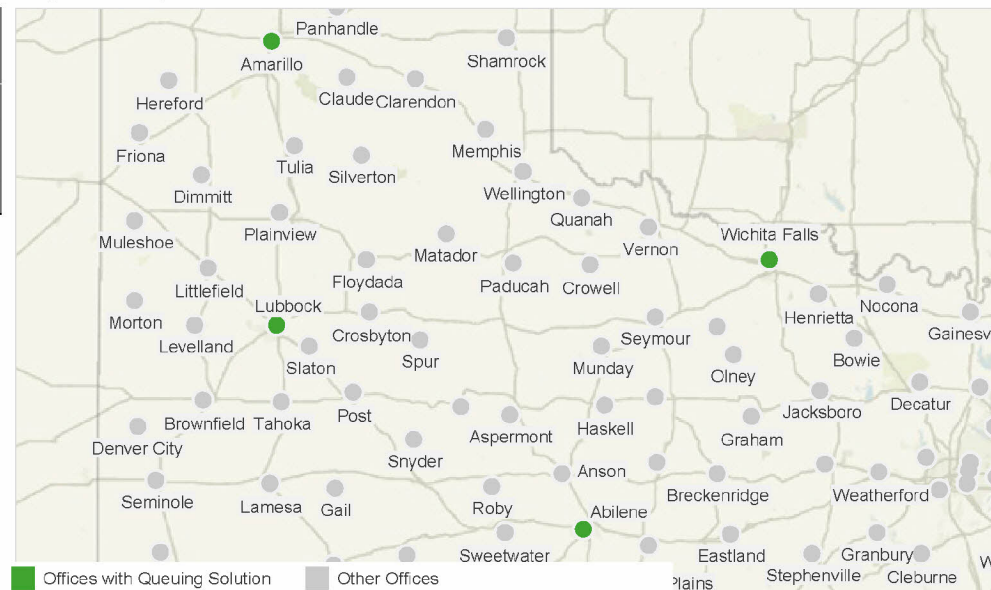 Panhandle
Amarillo
Shamrock
Hereford
Claude
Clarendon
Friona
Tulia
Silverton
Memphis
Dimmitt
Wellington
Quanah
Muleshoe
Plainview
Matador
Vernon
Wichita Falls
Littlefield
Floydada
Paducah
Crowell
Lubbock
Morton
Levelland
Crosbyton
Seymour
Henrietta
Nocona
Gainesv
Slaton
Spur
Munday
Olney
Bowie
Brownfield
Tahoka
Post
Aspermont
Haskell
Jacksboro
Decatur
Denver City
Snyder
Graham
Seminole
Lamesa
Gail
Roby
Anson
Abilene
Breckenridge
Weatherford
Sweetwater
Eastland
Granbury
Stephenville
Cleburne
W
Plains
Offices with Queuing Solution
Other Offices